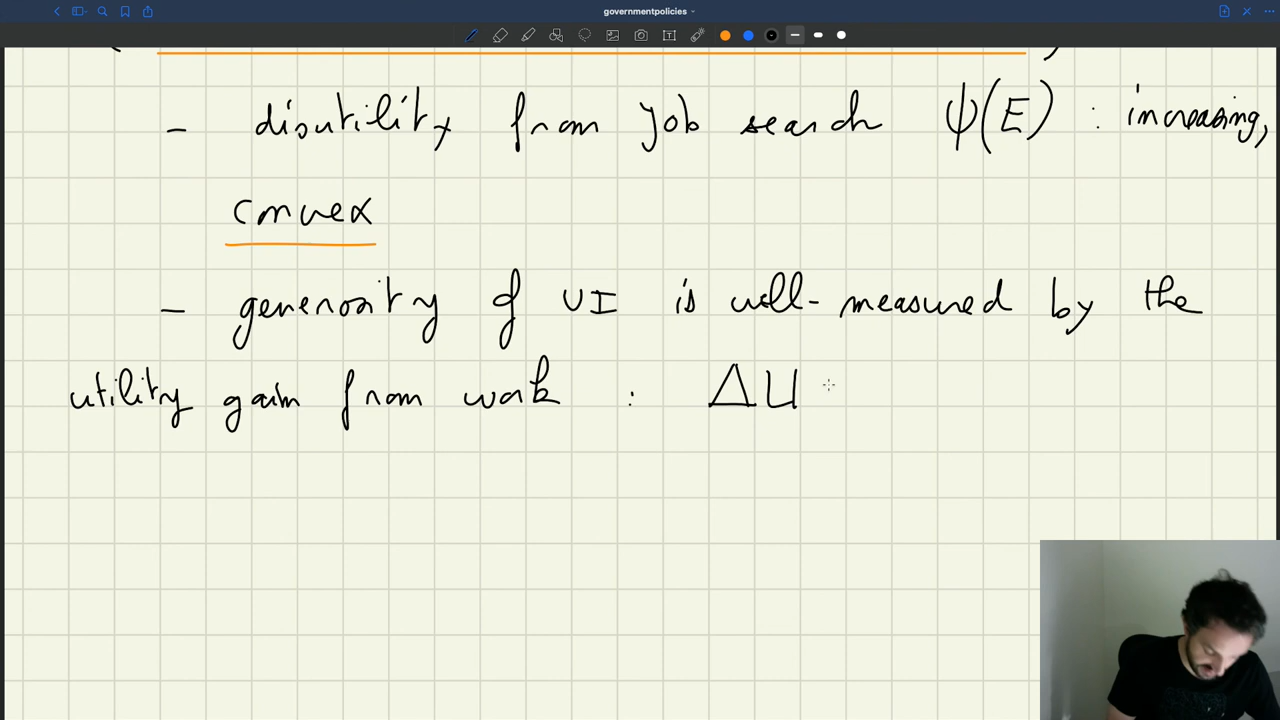 governmentpolicies
- disutility from job search ψ(E) : increasing,
convex
- generosity of UI is well-measured by the
utility gain from work : ΔU